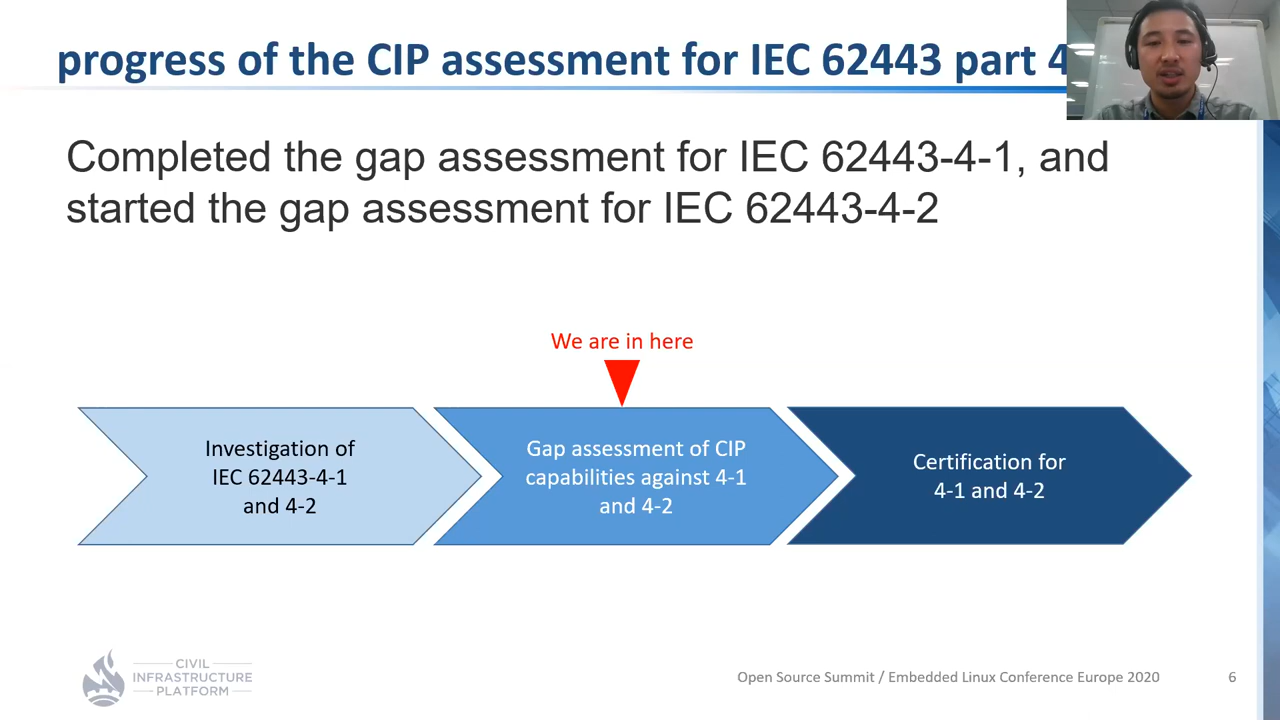 progress of the CIP assessment for IEC 62443 part 4
Completed the gap assessment for IEC 62443-4-1, and
started the gap assessment for IEC 62443-4-2
We are in here
Investigation of
IEC 62443-4-1
and 4-2
Gap assessment of CIP
capabilities against 4-1
and 4-2
Certification for
4-1 and 4-2
CIVIL
INFRASTRUCTURE
PLATFORM
Open Source Summit / Embedded Linux Conference Europe 2020
6